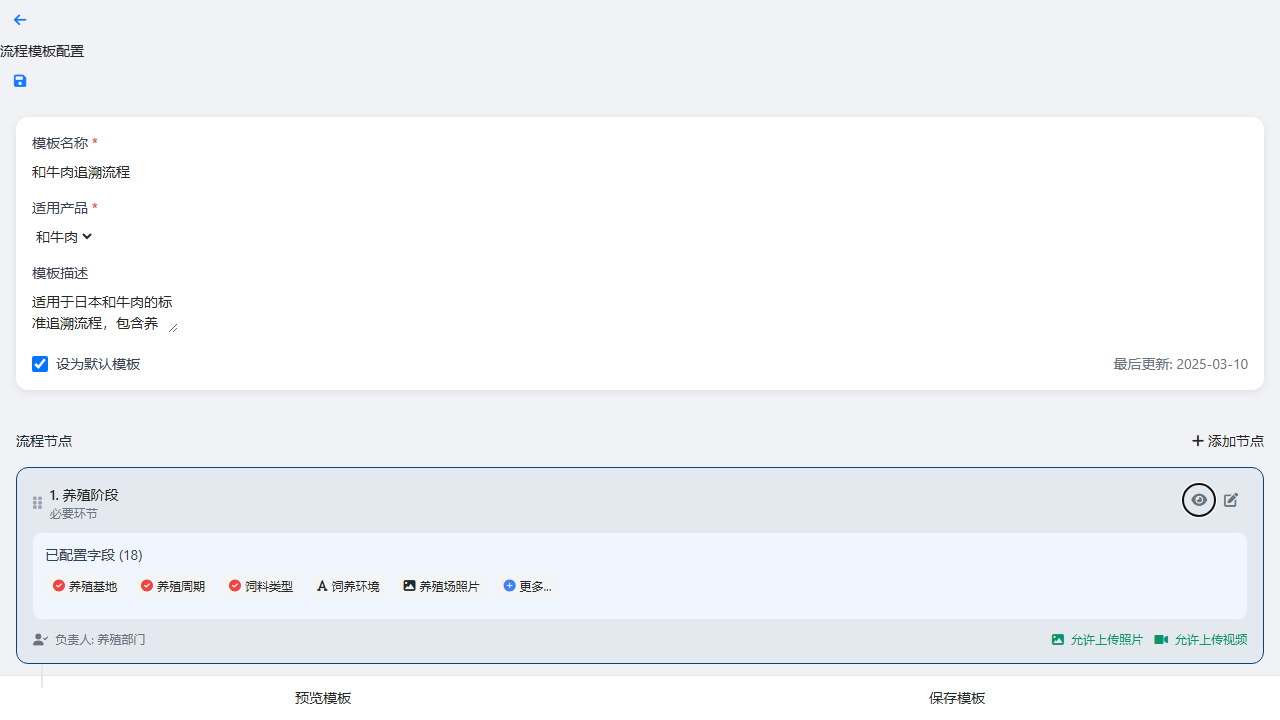 流程模板配置
模板名称 *
和牛肉追溯流程
适用产品 *
和牛肉
模板描述
适用于日本和牛肉的标
准追溯流程，包含养
设为默认模板
最后更新: 2025-03-10
流程节点
添加节点
1. 养殖阶段
必要环节
已配置字段 (18)
养殖基地 养殖周期 饲料类型 饲养环境 养殖场照片 更多...
负责人: 养殖部门
允许上传照片 允许上传视频
预览模板
保存模板